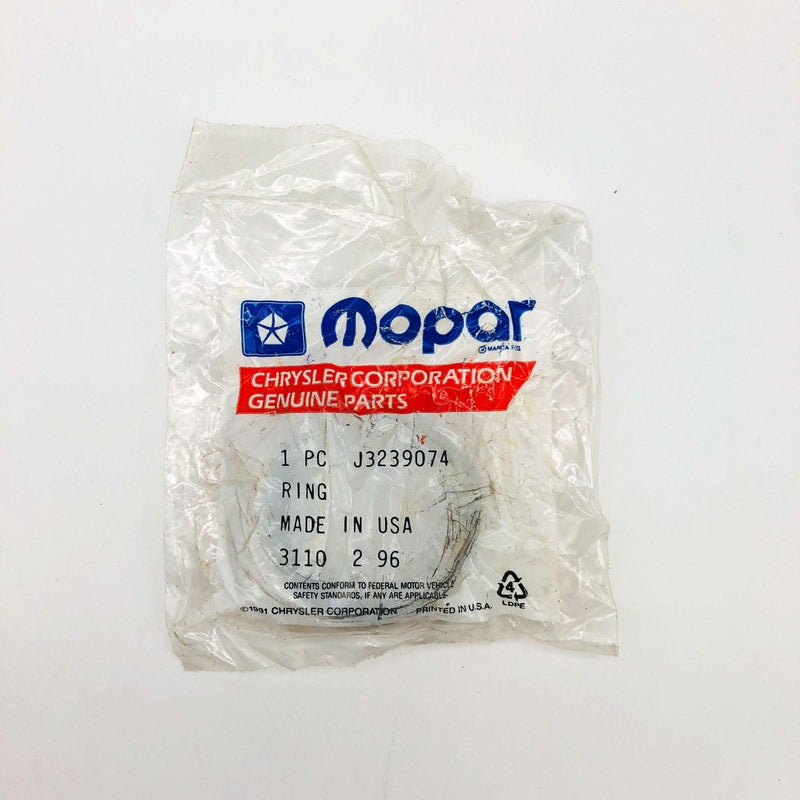 mopar
® MARCA REG
CHRYSLER CORPORATION
GENUINE PARTS
1 PC J3239074
RING
MADE IN USA
3110 2 96
CONTENTS CONFORM TO FEDERAL MOTOR VEHICLE
SAFETY STANDARDS, IF ANY ARE APPLICABLE
©1991 CHRYSLER CORPORATION PRINTED IN U.S.A.
4
LDPE